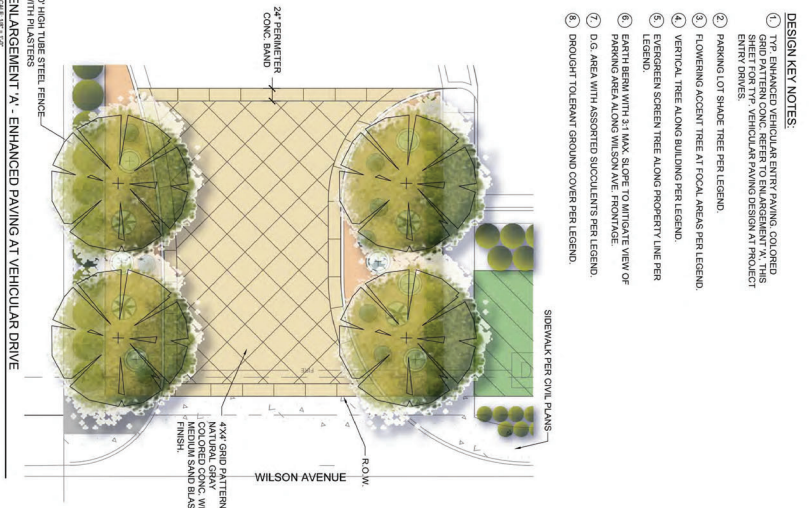 DESIGN KEY NOTES:
1. TYP. ENHANCED VEHICULAR ENTRY PAVING. COLORED
GRID PATTERN CONC. REFER TO ENLARGEMENT 'A', THIS
SHEET FOR TYP. VEHICULAR PAVING DESIGN AT PROJECT
ENTRY DRIVES.
2. PARKING LOT SHADE TREE PER LEGEND.
3. FLOWERING ACCENT TREE AT FOCAL AREAS PER LEGEND.
4. VERTICAL TREE ALONG BUILDING PER LEGEND.
5. EVERGREEN SCREEN TREE ALONG PROPERTY LINE PER
LEGEND.
6. EARTH BERM WITH 3:1 MAX. SLOPE TO MITIGATE VIEW OF
PARKING AREA ALONG WILSON AVE. FRONTAGE.
7. D.G. AREA WITH ASSORTED SUCCULENTS PER LEGEND.
8. DROUGHT TOLERANT GROUND COVER PER LEGEND.
SIDEWALK PER CIVIL PLANS
24" PERIMETER
CONC. BAND
R.O.W.
WILSON AVENUE
4'X4' GRID PATTERN
NATURAL GRAY
COLORED CONC. W
MEDIUM SAND BLAS
FINISH.
' HIGH TUBE STEEL FENCE
WITH PILASTERS
ENLARGEMENT 'A' - ENHANCED PAVING AT VEHICULAR DRIVE